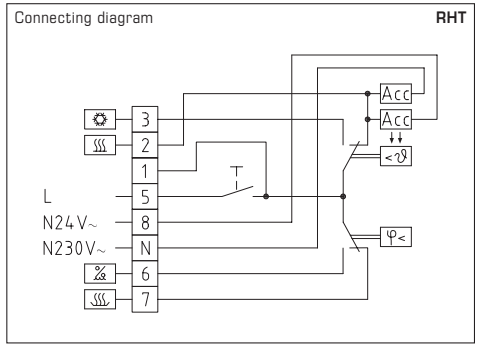 Connecting diagram RHT
Acc
Acc
3
2
<ϑ
1
L 5
N24V~ 8
φ<
N230V~ N
% 6
7